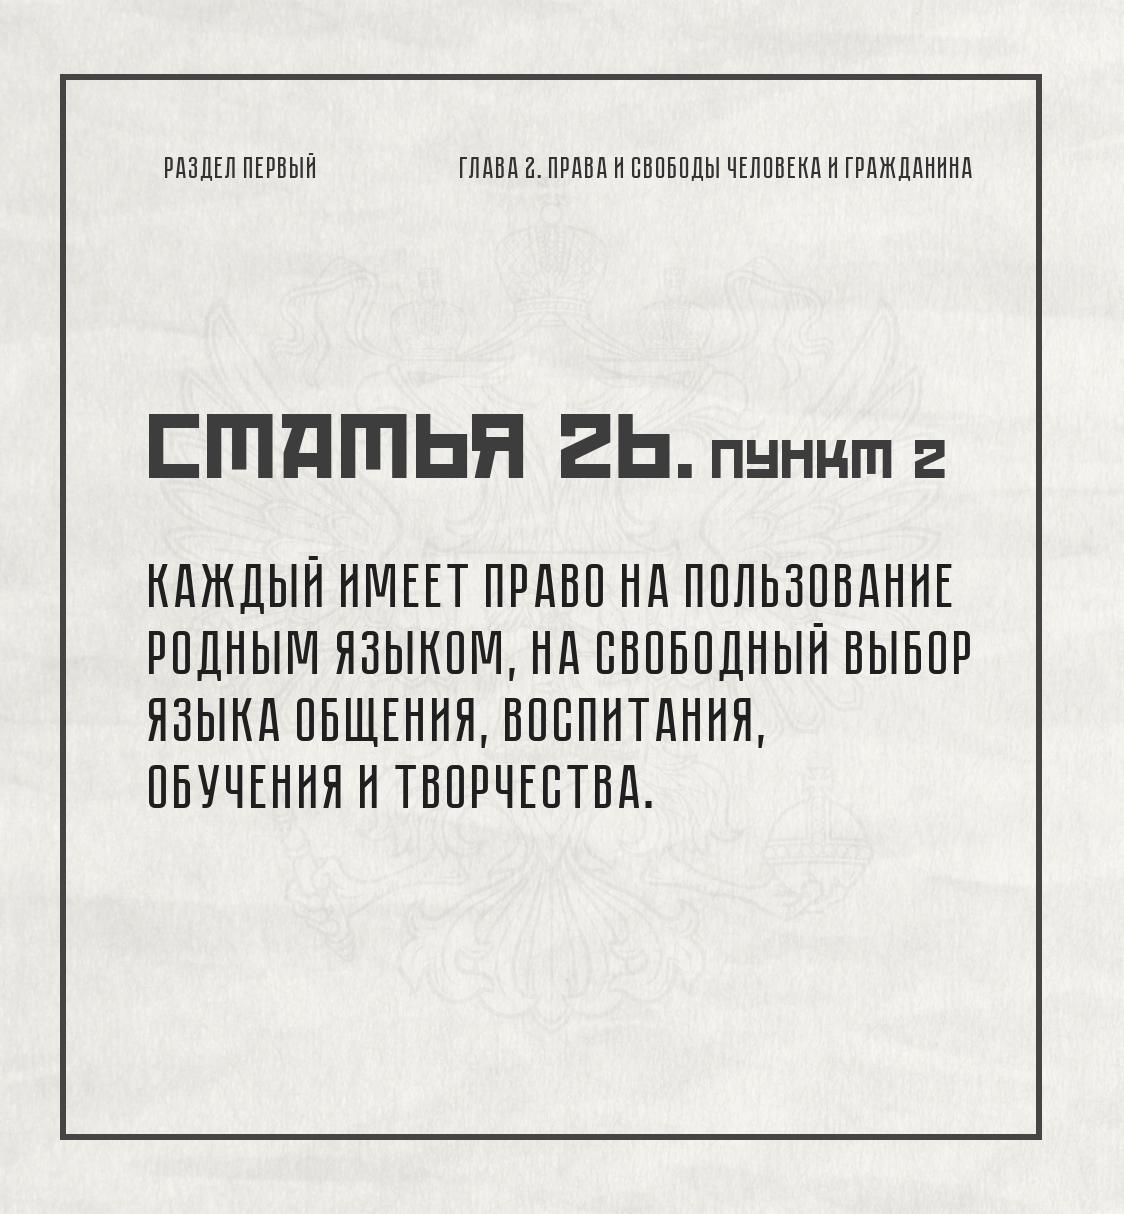 РАЗДЕЛ ПЕРВЫЙ
ГЛАВА 2. ПРАВА И СВОБОДЫ ЧЕЛОВЕКА И ГРАЖДАНИНА
СТАТЬЯ 26. ПУНКТ 2
КАЖДЫЙ ИМЕЕТ ПРАВО НА ПОЛЬЗОВАНИЕ
РОДНЫМ ЯЗЫКОМ, НА СВОБОДНЫЙ ВЫБОР
ЯЗЫКА ОБЩЕНИЯ, ВОСПИТАНИЯ,
ОБУЧЕНИЯ И ТВОРЧЕСТВА.